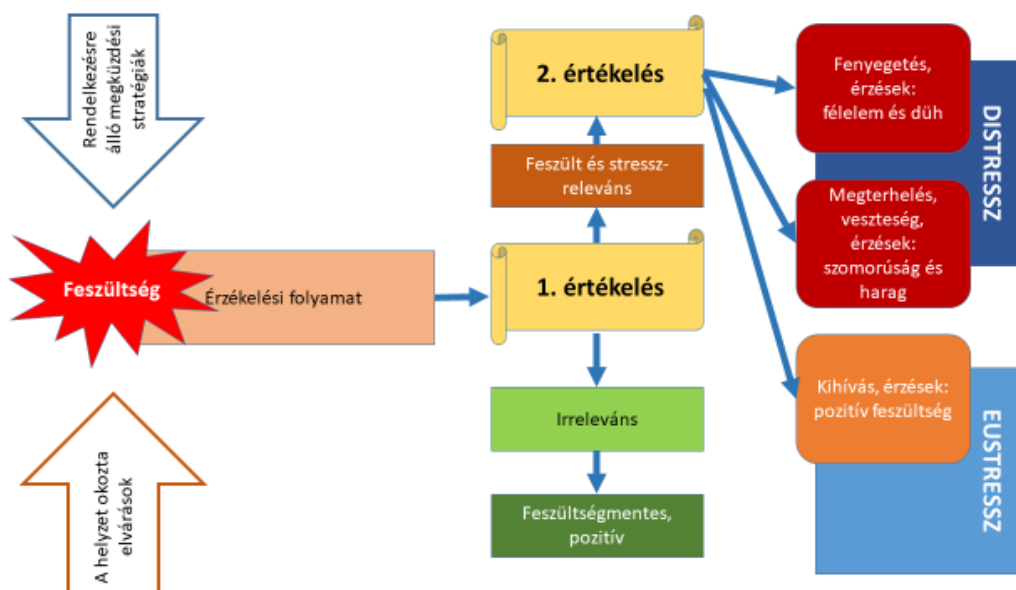 Rendelkezésre
álló megküzdési
stratégiák
Feszültség
Érzékelési folyamat
A helyzet okozta
elvárások
2. értékelés
Feszült és stressz-
releváns
1. értékelés
Irreleváns
Feszültségmentes,
pozitív
Fenyegetés,
érzések:
félelem és düh
Megterhelés,
veszteség,
érzések:
szomorúság és
harag
DISTRESSZ
Kihívás, érzések:
pozitív feszültség
EUSTRESSZ